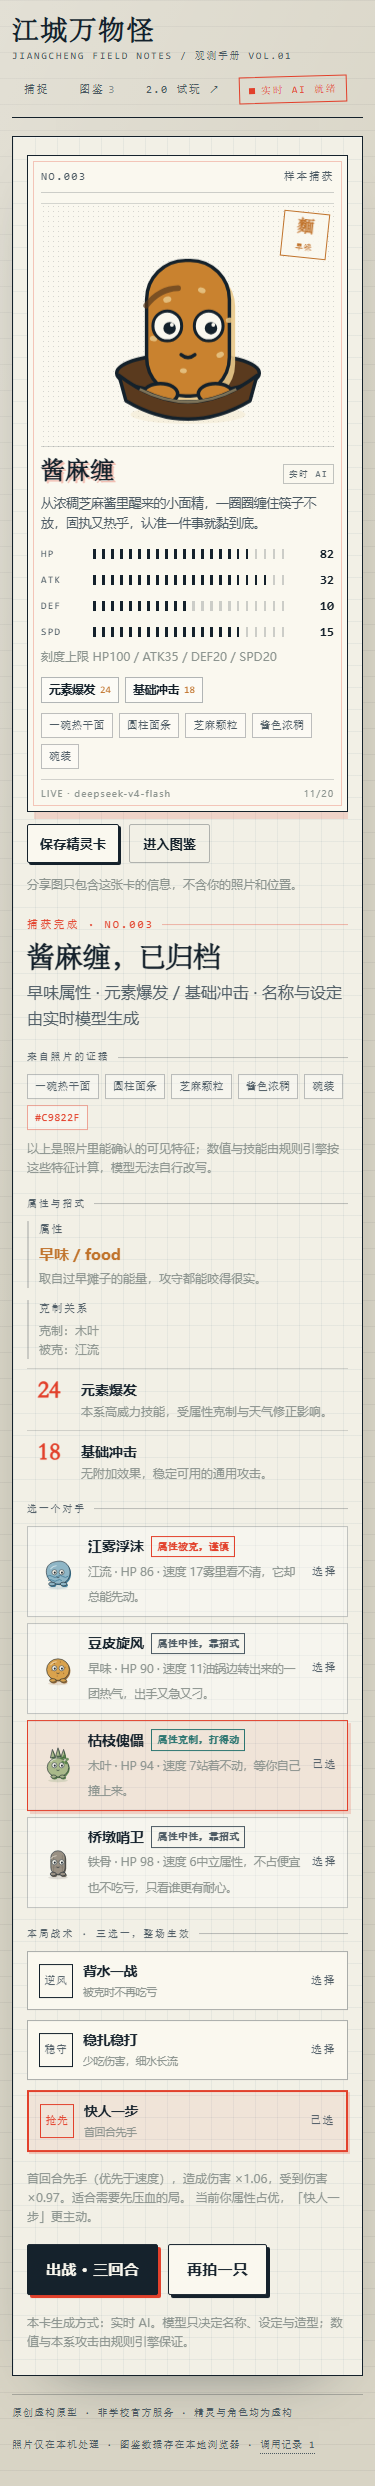 江城万物怪
JIANGCHENG FIELD NOTES / 观测手册 VOL.01
捕捉 图鉴 3 2.0 试玩 ↗ 实时 AI 就绪
NO.003 样本捕获
早祝
酱麻缠 实时 AI
从浓稠芝麻酱里醒来的小面精，一圈圈缠住筷子不
放，固执又热乎，认准一件事就黏到底。
HP 82
ATK 32
DEF 10
SPD 15
刻度上限 HP100 / ATK35 / DEF20 / SPD20
元素爆发 24 基础冲击 18
一碗热干面 圆柱面条 芝麻颗粒 酱色浓稠
碗装
LIVE · deepseek-v4-flash 11/20
保存精灵卡 进入图鉴
分享图只包含这张卡的信息，不含你的照片和位置。
捕获完成 · NO.003
酱麻缠，已归档
早味属性 · 元素爆发 / 基础冲击 · 名称与设定
由实时模型生成
来自照片的证据
一碗热干面 圆柱面条 芝麻颗粒 酱色浓稠 碗装
#C9822F
以上是照片里能确认的可见特征；数值与技能由规则引擎按
这些特征计算，模型无法自行改写。
属性与招式
属性
早味 / food
取自过早摊子的能量，攻守都能咬得很实。
克制关系
克制：木叶
被克：江流
24 元素爆发
本系高威力技能，受属性克制与天气修正影响。
18 基础冲击
无附加效果，稳定可用的通用攻击。
选一个对手
江雾浮沫 属性被克，谨慎
江流 · HP 86 · 速度 17雾里看不清，它却
总能先动。
选择
豆皮旋风 属性中性，靠招式
早味 · HP 90 · 速度 11油锅边转出来的一
团热气，出手又急又刁。
选择
枯枝傀儡 属性克制，打得动
木叶 · HP 94 · 速度 7站着不动，等你自己
撞上来。
已选
桥墩哨卫 属性中性，靠招式
铁骨 · HP 98 · 速度 6中立属性，不占便宜
也不吃亏，只看谁更有耐心。
选择
本局战术 · 三选一，整场生效
逆风 背水一战 选择
被克时不再吃亏
稳守 稳扎稳打 选择
少吃伤害，细水长流
抢先 快人一步 已选
首回合先手
首回合先手（优先于速度），造成伤害 ×1.06，受到伤害
×0.97。适合需要先压血的局。 当前你属性占优，「快人一
步」更主动。
出战 · 三回合 再拍一只
本卡生成方式：实时 AI。模型只决定名称、设定与造型；数
值与本系攻击由规则引擎保证。
原创虚构原型 · 非学校官方服务 · 精灵与角色均为虚构
照片仅在本机处理 · 图鉴数据存在本地浏览器 · 调用记录 1